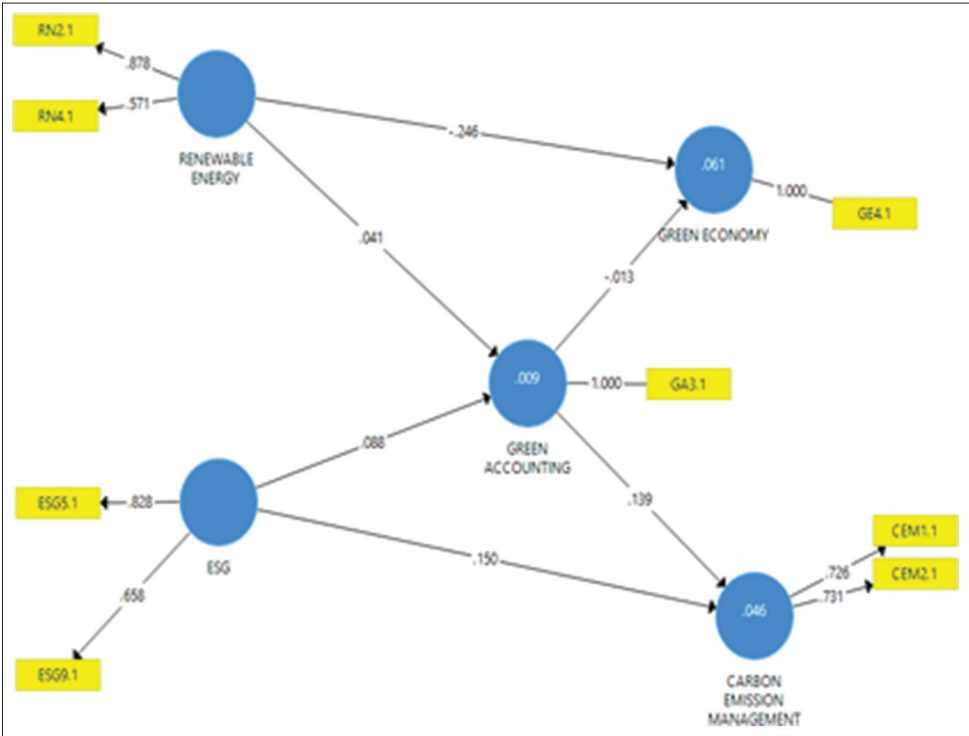 RN2.1
.878
RN4.1
.571
RENEWABLE
ENERGY
-.246
.061
1.000
GE4.1
GREEN ECONOMY
.041
-.013
.009
1.000
GA3.1
GREEN
ACCOUNTING
.088
ESG5.1
.828
ESG
.139
.150
CEM1.1
.726
CEM2.1
.731
.658
.046
ESG9.1
CARBON
EMISSION
MANAGEMENT